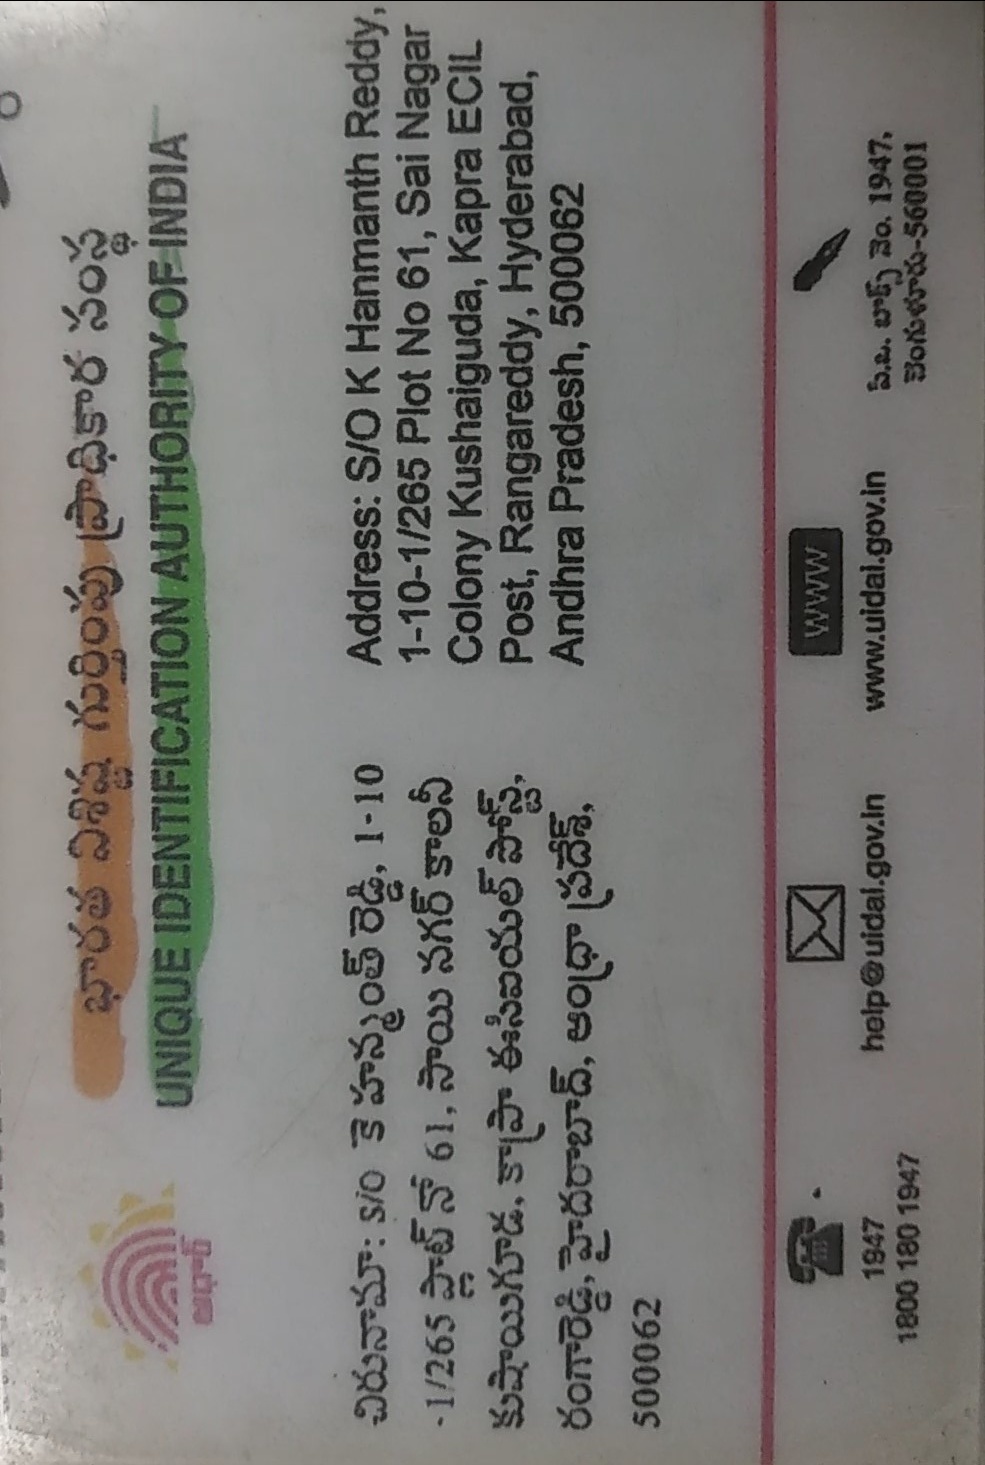 భారత విశిష్ట గుర్తింపు ప్రాధికార సంస్థ
UNIQUE IDENTIFICATION AUTHORITY OF INDIA
ఆధార్
చిరునామా: S/O కె హన్మంత్ రెడ్డి, 1-10
-1/265 ప్లాట్ నో 61, సాయి నగర్ కాలనీ
కుషాయిగూడ, కాప్రా ఈసిఐయల్ పోస్ట్,
రంగారెడ్డి, హైదరాబాద్, ఆంధ్రా ప్రదేశ్,
500062
Address: S/O K Hanmanth Reddy,
1-10-1/265 Plot No 61, Sai Nagar
Colony Kushaiguda, Kapra ECIL
Post, Rangareddy, Hyderabad,
Andhra Pradesh, 500062
1947
1800 180 1947
help@uidai.gov.in
WWW
www.uidai.gov.in
పి.బి. బాక్స్ నెం. 1947,
బెంగుళూరు-560001